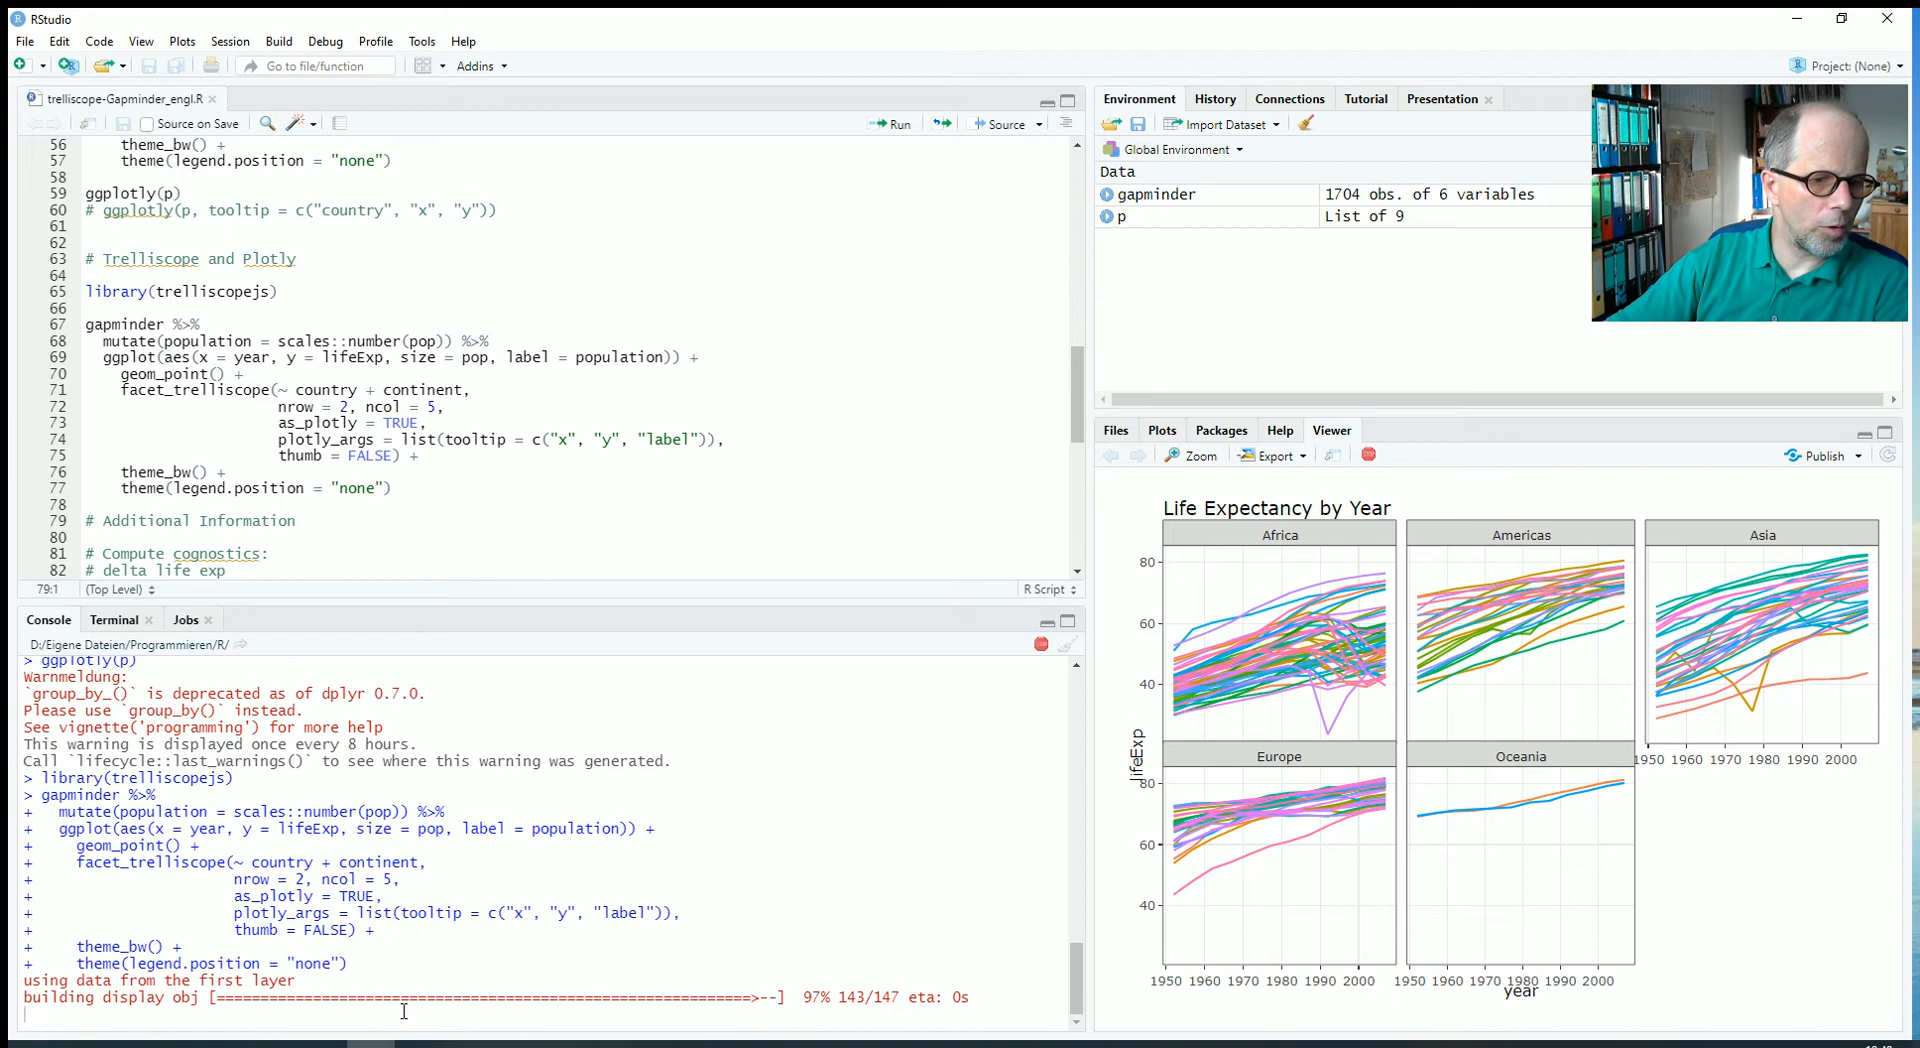 RStudio
File Edit Code View Plots Session Build Debug Profile Tools Help
Go to file/function Addins Project: (None)
trelliscope-Gapminder_engl.R
Source on Save Run Source
56 theme_bw() +
57 theme(legend.position = "none")
58
59 ggplotly(p)
60 # ggplotly(p, tooltip = c("country", "x", "y"))
61
62
63 # Trelliscope and Plotly
64
65 library(trelliscopejs)
66
67 gapminder %>%
68 mutate(population = scales::number(pop)) %>%
69 ggplot(aes(x = year, y = lifeExp, size = pop, label = population)) +
70 geom_point() +
71 facet_trelliscope(~ country + continent,
72 nrow = 2, ncol = 5,
73 as_plotly = TRUE,
74 plotly_args = list(tooltip = c("x", "y", "label")),
75 thumb = FALSE) +
76 theme_bw() +
77 theme(legend.position = "none")
78
79 # Additional Information
80
81 # Compute cognostics:
82 # delta life exp
79:1 (Top Level) R Script
Console Terminal Jobs
D:/Eigene Dateien/Programmieren/R/
> ggplotly(p)
Warnmeldung:
`group_by_()` is deprecated as of dplyr 0.7.0.
Please use `group_by()` instead.
See vignette('programming') for more help
This warning is displayed once every 8 hours.
Call `lifecycle::last_warnings()` to see where this warning was generated.
> library(trelliscopejs)
> gapminder %>%
+ mutate(population = scales::number(pop)) %>%
+ ggplot(aes(x = year, y = lifeExp, size = pop, label = population)) +
+ geom_point() +
+ facet_trelliscope(~ country + continent,
+ nrow = 2, ncol = 5,
+ as_plotly = TRUE,
+ plotly_args = list(tooltip = c("x", "y", "label")),
+ thumb = FALSE) +
+ theme_bw() +
+ theme(legend.position = "none")
using data from the first layer
building display obj [=============================================================>--] 97% 143/147 eta: 0s
Environment History Connections Tutorial Presentation
Import Dataset
Global Environment
Data
gapminder 1704 obs. of 6 variables
p List of 9
Files Plots Packages Help Viewer
Zoom Export Publish
Life Expectancy by Year
Africa Americas Asia
80
60
40
1950 1960 1970 1980 1990 2000
Europe Oceania
80
60
40
lifeExp
1950 1960 1970 1980 1990 2000 1950 1960 1970 1980 1990 2000
year